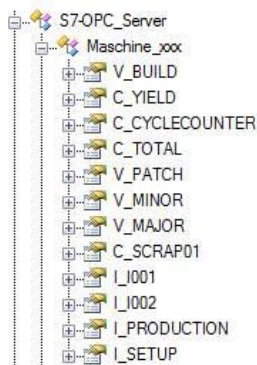 S7-OPC_Server
Maschine_xxx
V_BUILD
C_YIELD
C_CYCLECOUNTER
C_TOTAL
V_PATCH
V_MINOR
V_MAJOR
C_SCRAP01
I_I001
I_I002
I_PRODUCTION
I_SETUP